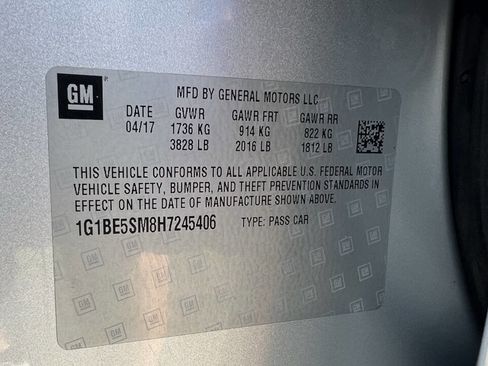 GM
MFD BY GENERAL MOTORS LLC
DATE GVWR GAWR FRT GAWR RR
04/17 1736 KG 914 KG 822 KG
3828 LB 2016 LB 1812 LB
THIS VEHICLE CONFORMS TO ALL APPLICABLE U.S. FEDERAL MOTOR
VEHICLE SAFETY, BUMPER, AND THEFT PREVENTION STANDARDS IN
EFFECT ON THE DATE OF MANUFACTURE SHOWN ABOVE.
1G1BE5SM8H7245406 TYPE: PASS CAR